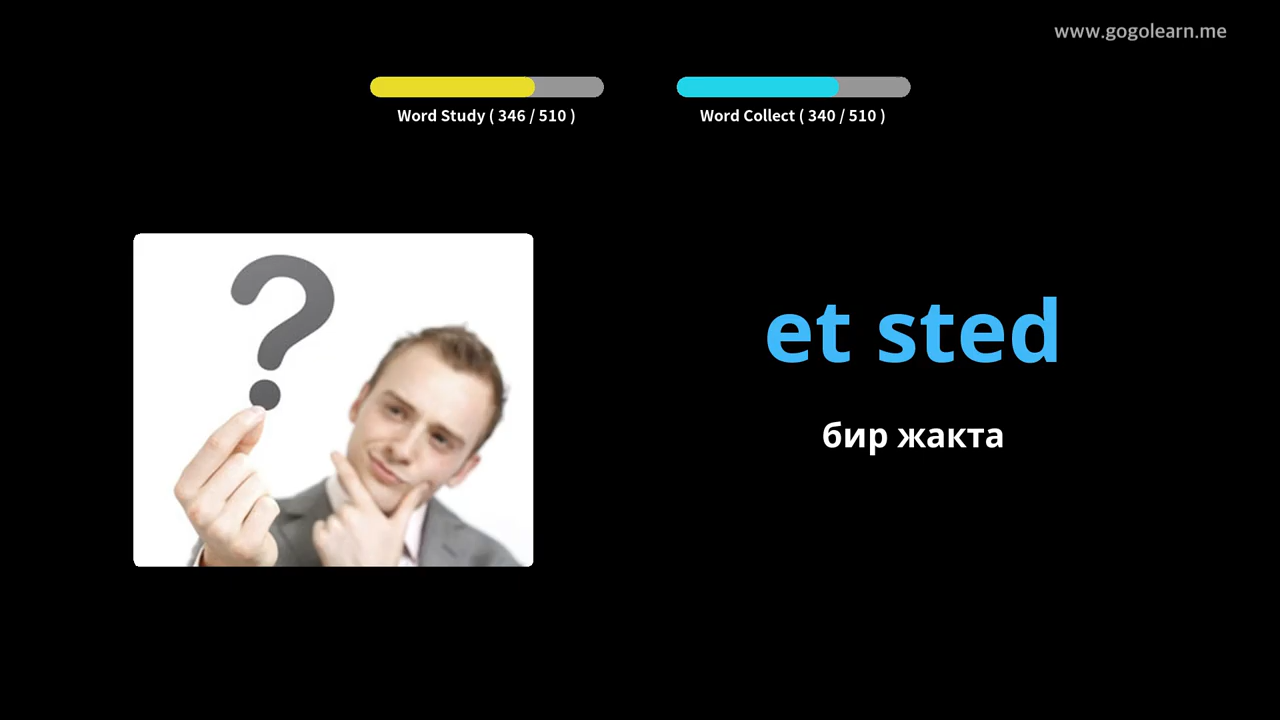 www.gogolearn.me
Word Study ( 346 / 510 )
Word Collect ( 340 / 510 )
?
et sted
бир жакта